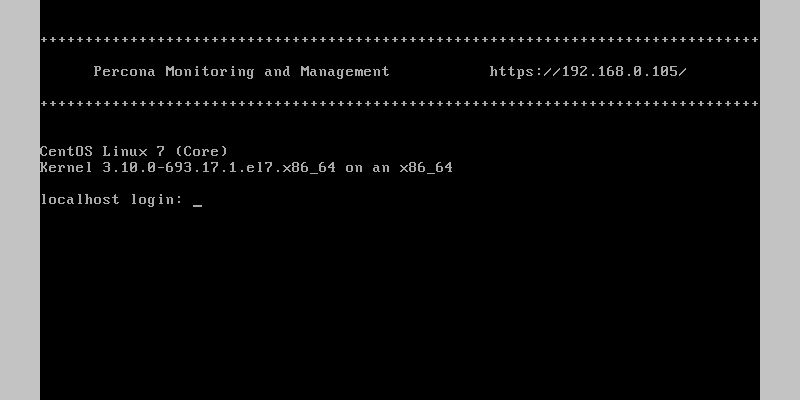 ++++++++++++++++++++++++++++++++++++++++++++++++++++++++++++++++++++++++++++++++
Percona Monitoring and Management https://192.168.0.105/
++++++++++++++++++++++++++++++++++++++++++++++++++++++++++++++++++++++++++++++++
CentOS Linux 7 (Core)
Kernel 3.10.0-693.17.1.el7.x86_64 on an x86_64
localhost login: _